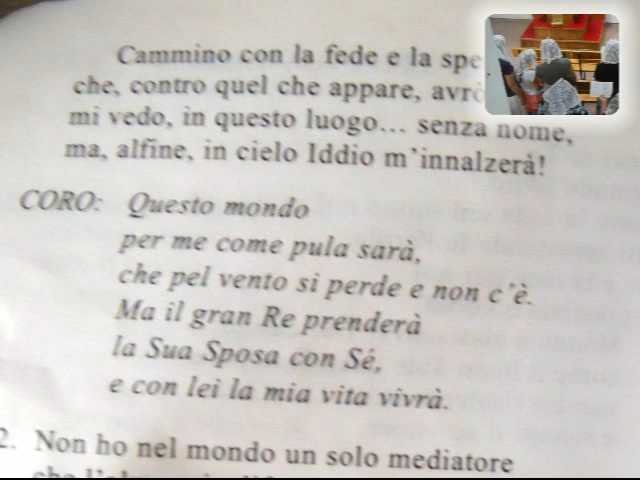 Cammino con la fede e la spe
che, contro quel che appare, avrò
mi vedo, in questo luogo... senza nome,
ma, alfine, in cielo Iddio m'innalzerà!
CORO: Questo mondo
per me come pula sarà,
che pel vento si perde e non c'è.
Ma il gran Re prenderà
la Sua Sposa con Sé,
e con lei la mia vita vivrà.
2. Non ho nel mondo un solo mediatore